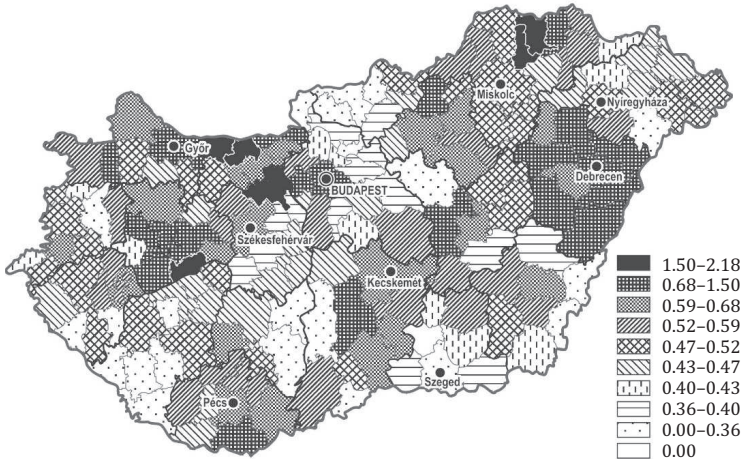 Miskolc
Nyíregyháza
Győr
Debrecen
BUDAPEST
Székesfehérvár
Kecskemét
Szeged
Pécs
1.50–2.18
0.68–1.50
0.59–0.68
0.52–0.59
0.47–0.52
0.43–0.47
0.40–0.43
0.36–0.40
0.00–0.36
0.00